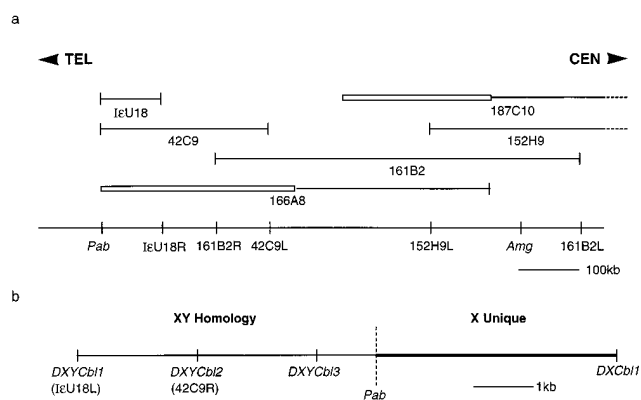 a
TEL CEN
IεU18
187C10
42C9
152H9
161B2
166A8
Pab IεU18R 161B2R 42C9L 152H9L Amg 161B2L
100kb
b
XY Homology X Unique
DXYCbl1 DXYCbl2 DXYCbl3 DXCbl1
(IεU18L) (42C9R)
Pab
1kb